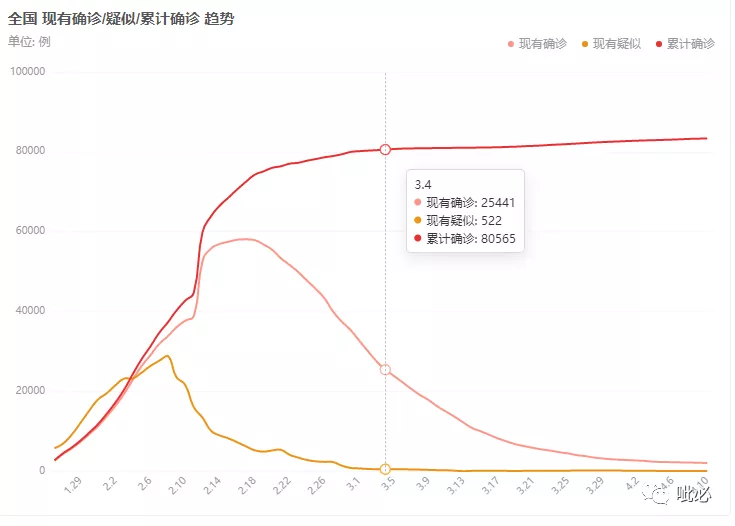 全国 现有确诊/疑似/累计确诊 趋势
单位: 例
现有确诊 现有疑似 累计确诊
100000
80000
60000
40000
20000
0
3.4
现有确诊: 25441
现有疑似: 522
累计确诊: 80565
1.29 2.2 2.6 2.10 2.14 2.18 2.22 2.26 3.1 3.5 3.9 3.13 3.17 3.21 3.25 3.29 4.2 4.6 4.10
呲必